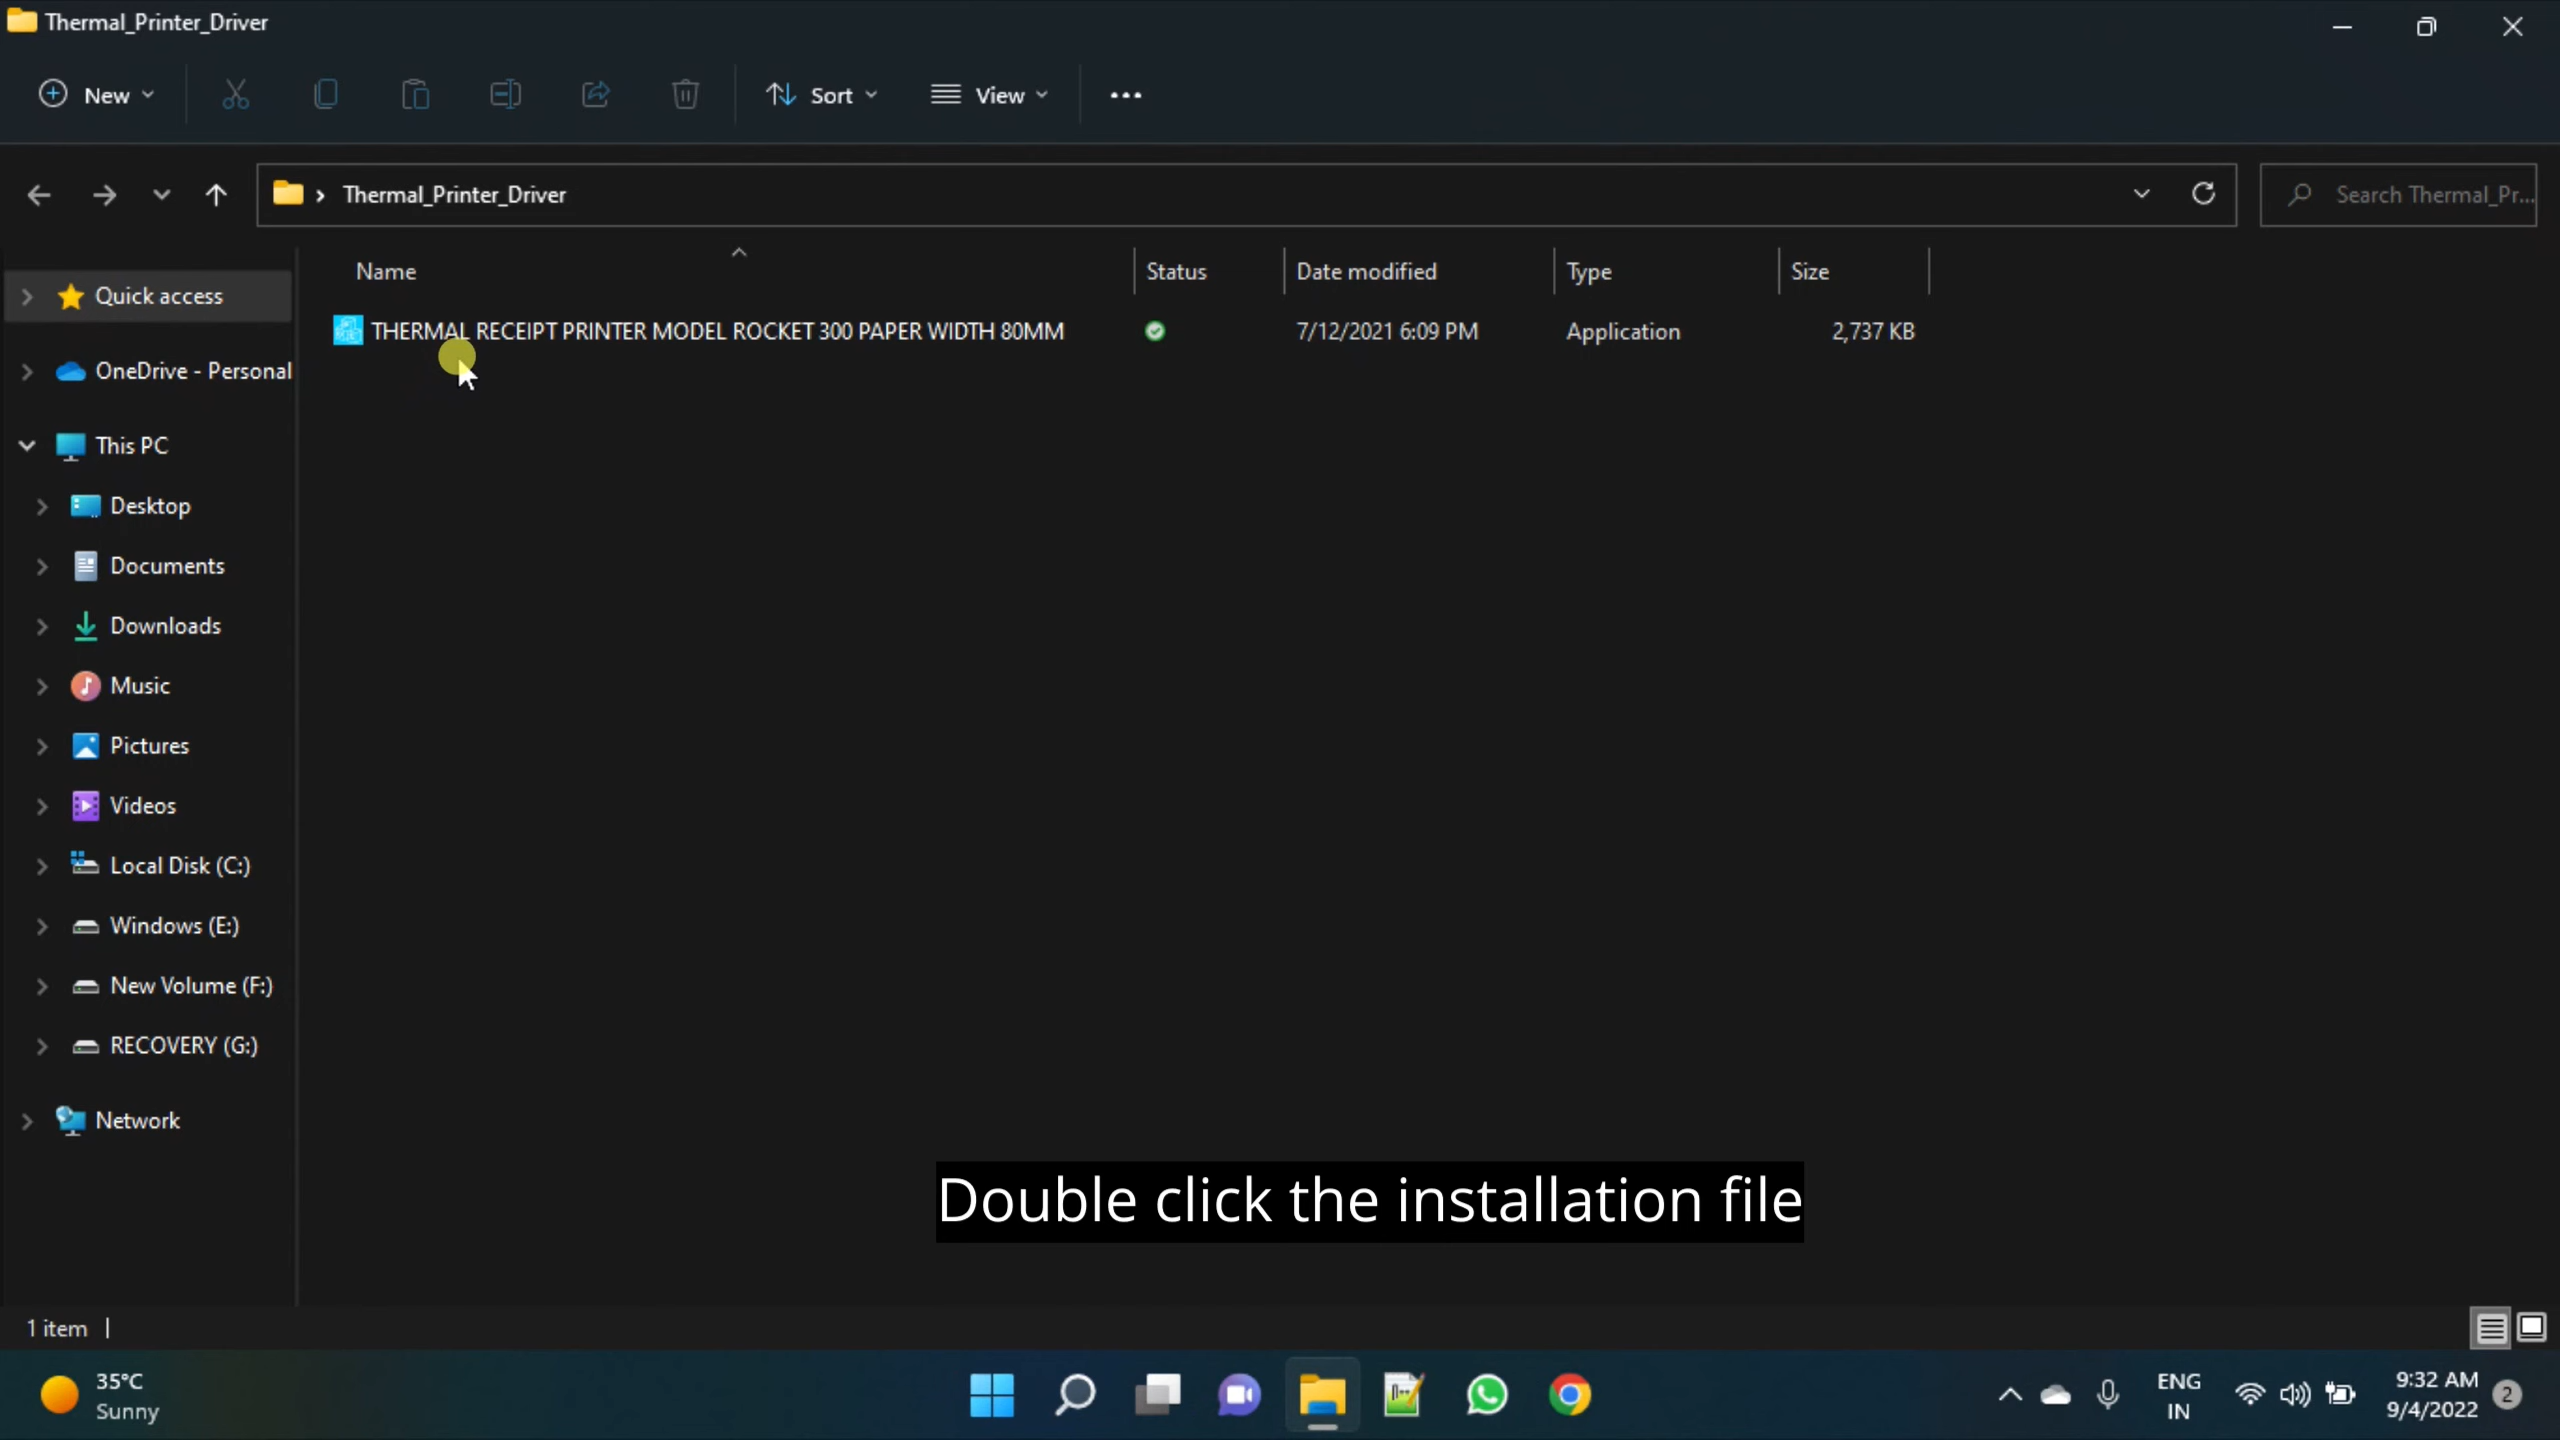 Thermal_Printer_Driver
New
Sort
View
Thermal_Printer_Driver
Search Thermal_Pr...
Name
Status
Date modified
Type
Size
THERMAL RECEIPT PRINTER MODEL ROCKET 300 PAPER WIDTH 80MM
7/12/2021 6:09 PM
Application
2,737 KB
Quick access
OneDrive - Personal
This PC
Desktop
Documents
Downloads
Music
Pictures
Videos
Local Disk (C:)
Windows (E:)
New Volume (F:)
RECOVERY (G:)
Network
Double click the installation file
1 item
35°C
Sunny
ENG
IN
9:32 AM
9/4/2022
2